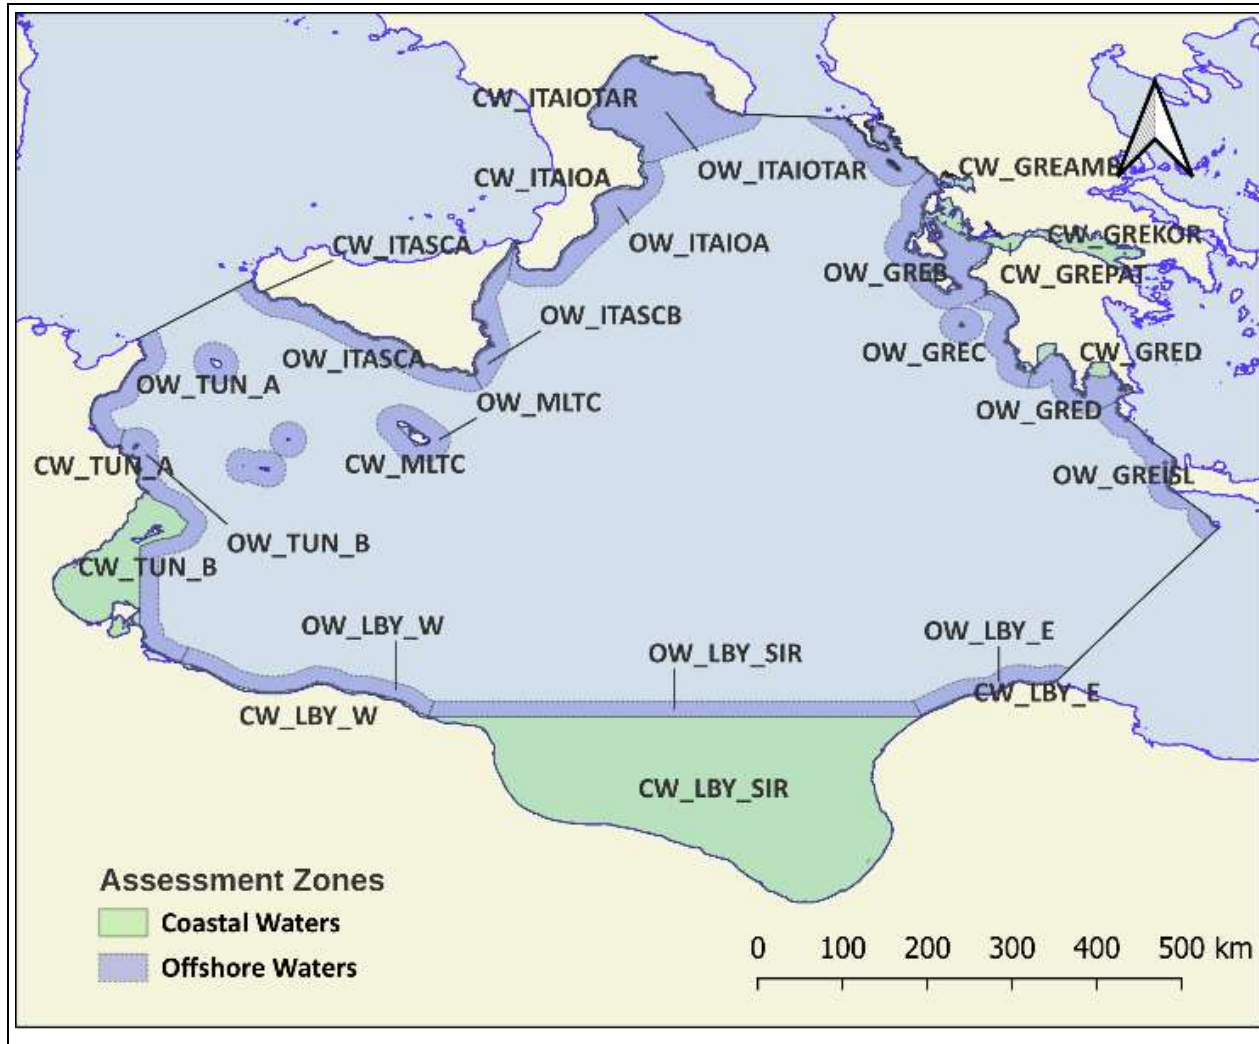 CW_ITAIOTAR
OW_ITAIOTAR
CW_GREAMB
CW_ITAIOA
CW_ITASCA
OW_ITAIOA
CW_GREKOR
OW_GREB
CW_GREPAT
OW_ITASCB
OW_ITASCA
OW_GREC
CW_GRED
OW_TUN_A
OW_MLTC
OW_GRED
CW_TUN_A
CW_MLTC
OW_GREISL
OW_TUN_B
CW_TUN_B
OW_LBY_W
OW_LBY_SIR
OW_LBY_E
CW_LBY_W
CW_LBY_E
CW_LBY_SIR
Assessment Zones
Coastal Waters
Offshore Waters
0 100 200 300 400 500 km